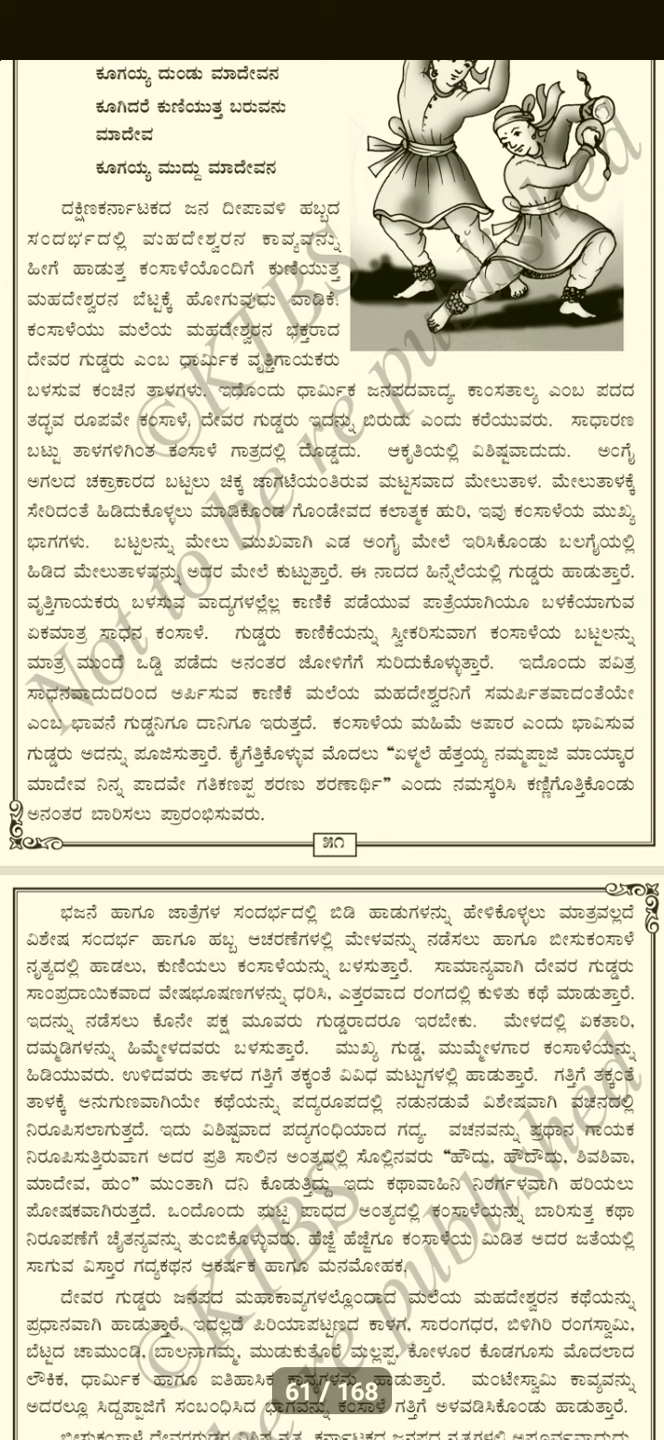 ಕೂಗಯ್ಯ ದುಂಡು ಮಾದೇವನ
ಕೂಗಿದರೆ ಕುಣಿಯುತ್ತ ಬರುವನು
ಮಾದೇವ
ಕೂಗಯ್ಯ ಮುದ್ದು ಮಾದೇವನ
ದಕ್ಷಿಣಕರ್ನಾಟಕದ ಜನ ದೀಪಾವಳಿ ಹಬ್ಬದ
ಸಂದರ್ಭದಲ್ಲಿ ಮಹದೇಶ್ವರನ ಕಾವ್ಯವನ್ನು
ಹೀಗೆ ಹಾಡುತ್ತ ಕಂಸಾಳೆಯೊಂದಿಗೆ ಕುಣಿಯುತ್ತ
ಮಹದೇಶ್ವರನ ಬೆಟ್ಟಕ್ಕೆ ಹೋಗುವುದು ವಾಡಿಕೆ.
ಕಂಸಾಳೆಯು ಮಲೆಯ ಮಹದೇಶ್ವರನ ಭಕ್ತರಾದ
ದೇವರ ಗುಡ್ಡರು ಎಂಬ ಧಾರ್ಮಿಕ ವೃತ್ತಿಗಾಯಕರು
ಬಳಸುವ ಕಂಚಿನ ತಾಳಗಳು. ಇದೊಂದು ಧಾರ್ಮಿಕ ಜನಪದವಾದ್ಯ. ಕಾಂಸತಾಲ್ಯ ಎಂಬ ಪದದ
ತದ್ಭವ ರೂಪವೇ ಕಂಸಾಳೆ, ದೇವರ ಗುಡ್ಡರು ಇದನ್ನು ಬಿರುದು ಎಂದು ಕರೆಯುವರು. ಸಾಧಾರಣ
ಬಟ್ಟು ತಾಳಗಳಿಗಿಂತ ಕಂಸಾಳೆ ಗಾತ್ರದಲ್ಲಿ ದೊಡ್ಡದು. ಆಕೃತಿಯಲ್ಲಿ ವಿಶಿಷ್ಟವಾದುದು. ಅಂಗೈ
ಅಗಲದ ಚಕ್ರಾಕಾರದ ಬಟ್ಟಲು ಚಿಕ್ಕ ಜಾಗಟೆಯಂತಿರುವ ಮಟ್ಟಸವಾದ ಮೇಲುತಾಳ. ಮೇಲುತಾಳಕ್ಕೆ
ಸೇರಿದಂತೆ ಹಿಡಿದುಕೊಳ್ಳಲು ಮಾಡಿಕೊಂಡ ಗೊಂಡೇವದ ಕಲಾತ್ಮಕ ಹುರಿ, ಇವು ಕಂಸಾಳೆಯ ಮುಖ್ಯ
ಭಾಗಗಳು. ಬಟ್ಟಲನ್ನು ಮೇಲು ಮುಖವಾಗಿ ಎಡ ಅಂಗೈ ಮೇಲೆ ಇರಿಸಿಕೊಂಡು ಬಲಗೈಯಲ್ಲಿ
ಹಿಡಿದ ಮೇಲುತಾಳವನ್ನು ಅದರ ಮೇಲೆ ಕುಟ್ಟುತ್ತಾರೆ. ಈ ನಾದದ ಹಿನ್ನೆಲೆಯಲ್ಲಿ ಗುಡ್ಡರು ಹಾಡುತ್ತಾರೆ.
ವೃತ್ತಿಗಾಯಕರು ಬಳಸುವ ವಾದ್ಯಗಳಲ್ಲೆಲ್ಲ ಕಾಣಿಕೆ ಪಡೆಯುವ ಪಾತ್ರೆಯಾಗಿಯೂ ಬಳಕೆಯಾಗುವ
ಏಕಮಾತ್ರ ಸಾಧನ ಕಂಸಾಳೆ. ಗುಡ್ಡರು ಕಾಣಿಕೆಯನ್ನು ಸ್ವೀಕರಿಸುವಾಗ ಕಂಸಾಳೆಯ ಬಟ್ಟಲನ್ನು
ಮಾತ್ರ ಮುಂದೆ ಒಡ್ಡಿ ಪಡೆದು ಅನಂತರ ಜೋಳಿಗೆಗೆ ಸುರಿದುಕೊಳ್ಳುತ್ತಾರೆ. ಇದೊಂದು ಪವಿತ್ರ
ಸಾಧನವಾದುದರಿಂದ ಅರ್ಪಿಸುವ ಕಾಣಿಕೆ ಮಲೆಯ ಮಹದೇಶ್ವರನಿಗೆ ಸಮರ್ಪಿತವಾದಂತೆಯೇ
ಎಂಬ ಭಾವನೆ ಗುಡ್ಡನಿಗೂ ದಾನಿಗೂ ಇರುತ್ತದೆ. ಕಂಸಾಳೆಯ ಮಹಿಮೆ ಅಪಾರ ಎಂದು ಭಾವಿಸುವ
ಗುಡ್ಡರು ಅದನ್ನು ಪೂಜಿಸುತ್ತಾರೆ. ಕೈಗೆತ್ತಿಕೊಳ್ಳುವ ಮೊದಲು “ಏಳ್ಮಲೆ ಹೆತ್ತಯ್ಯ ನಮ್ಮಪ್ಪಾಜಿ ಮಾಯ್ಕಾರ
ಮಾದೇವ ನಿನ್ನ ಪಾದವೇ ಗತಿಕಣಪ್ಪ ಶರಣು ಶರಣಾರ್ಥಿ” ಎಂದು ನಮಸ್ಕರಿಸಿ ಕಣ್ಣಿಗೊತ್ತಿಕೊಂಡು
ಅನಂತರ ಬಾರಿಸಲು ಪ್ರಾರಂಭಿಸುವರು.
೫೧
ಭಜನೆ ಹಾಗೂ ಜಾತ್ರೆಗಳ ಸಂದರ್ಭದಲ್ಲಿ ಬಿಡಿ ಹಾಡುಗಳನ್ನು ಹೇಳಿಕೊಳ್ಳಲು ಮಾತ್ರವಲ್ಲದೆ
ವಿಶೇಷ ಸಂದರ್ಭ ಹಾಗೂ ಹಬ್ಬ ಆಚರಣೆಗಳಲ್ಲಿ ಮೇಳವನ್ನು ನಡೆಸಲು ಹಾಗೂ ಬೀಸುಕಂಸಾಳೆ
ನೃತ್ಯದಲ್ಲಿ ಹಾಡಲು, ಕುಣಿಯಲು ಕಂಸಾಳೆಯನ್ನು ಬಳಸುತ್ತಾರೆ. ಸಾಮಾನ್ಯವಾಗಿ ದೇವರ ಗುಡ್ಡರು
ಸಾಂಪ್ರದಾಯಿಕವಾದ ವೇಷಭೂಷಣಗಳನ್ನು ಧರಿಸಿ, ಎತ್ತರವಾದ ರಂಗದಲ್ಲಿ ಕುಳಿತು ಕಥೆ ಮಾಡುತ್ತಾರೆ.
ಇದನ್ನು ನಡೆಸಲು ಕೊನೇ ಪಕ್ಷ ಮೂವರು ಗುಡ್ಡರಾದರೂ ಇರಬೇಕು. ಮೇಳದಲ್ಲಿ ಏಕತಾರಿ,
ದಮ್ಮಡಿಗಳನ್ನು ಹಿಮ್ಮೇಳದವರು ಬಳಸುತ್ತಾರೆ. ಮುಖ್ಯ ಗುಡ್ಡ, ಮುಮ್ಮೇಳಗಾರ ಕಂಸಾಳೆಯನ್ನು
ಹಿಡಿಯುವರು. ಉಳಿದವರು ತಾಳದ ಗತ್ತಿಗೆ ತಕ್ಕಂತೆ ವಿವಿಧ ಮಟ್ಟುಗಳಲ್ಲಿ ಹಾಡುತ್ತಾರೆ. ಗತ್ತಿಗೆ ತಕ್ಕಂತೆ
ತಾಳಕ್ಕೆ ಅನುಗುಣವಾಗಿಯೇ ಕಥೆಯನ್ನು ಪದ್ಯರೂಪದಲ್ಲಿ ನಡುನಡುವೆ ವಿಶೇಷವಾಗಿ ವಚನದಲ್ಲಿ
ನಿರೂಪಿಸಲಾಗುತ್ತದೆ. ಇದು ವಿಶಿಷ್ಟವಾದ ಪದ್ಯಗಂಧಿಯಾದ ಗದ್ಯ. ವಚನವನ್ನು ಪ್ರಧಾನ ಗಾಯಕ
ನಿರೂಪಿಸುತ್ತಿರುವಾಗ ಅದರ ಪ್ರತಿ ಸಾಲಿನ ಅಂತ್ಯದಲ್ಲಿ ಸೊಲ್ಲಿನವರು “ಹೌದು, ಹೌದೌದು, ಶಿವಶಿವಾ,
ಮಾದೇವ, ಹುಂ” ಮುಂತಾಗಿ ದನಿ ಕೊಡುತ್ತಿದ್ದು ಇದು ಕಥಾವಾಹಿನಿ ನಿರರ್ಗಳವಾಗಿ ಹರಿಯಲು
ಪೋಷಕವಾಗಿರುತ್ತದೆ. ಒಂದೊಂದು ಘಟ್ಟ ಪಾದದ ಅಂತ್ಯದಲ್ಲಿ ಕಂಸಾಳೆಯನ್ನು ಬಾರಿಸುತ್ತ ಕಥಾ
ನಿರೂಪಣೆಗೆ ಚೈತನ್ಯವನ್ನು ತುಂಬಿಕೊಳ್ಳುವರು. ಹೆಜ್ಜೆ ಹೆಜ್ಜೆಗೂ ಕಂಸಾಳೆಯ ಮಿಡಿತ ಅದರ ಜತೆಯಲ್ಲಿ
ಸಾಗುವ ವಿಸ್ತಾರ ಗದ್ಯಕಥನ ಆಕರ್ಷಕ ಹಾಗೂ ಮನಮೋಹಕ.
ದೇವರ ಗುಡ್ಡರು ಜನಪದ ಮಹಾಕಾವ್ಯಗಳಲ್ಲೊಂದಾದ ಮಲೆಯ ಮಹದೇಶ್ವರನ ಕಥೆಯನ್ನು
ಪ್ರಧಾನವಾಗಿ ಹಾಡುತ್ತಾರೆ. ಇದಲ್ಲದೆ ಪಿರಿಯಾಪಟ್ಟಣದ ಕಾಳಗ, ಸಾರಂಗಧರ, ಬಿಳಿಗಿರಿ ರಂಗಸ್ವಾಮಿ,
ಬೆಟ್ಟದ ಚಾಮುಂಡಿ, ಬಾಲನಾಗಮ್ಮ, ಮುಡುಕುತೊರೆ ಮಲ್ಲಪ್ಪ, ಕೋಳೂರ ಕೊಡಗೂಸು ಮೊದಲಾದ
ಲೌಕಿಕ, ಧಾರ್ಮಿಕ ಹಾಗೂ ಐತಿಹಾಸಿಕ ಕಾವ್ಯಗಳನ್ನು ಹಾಡುತ್ತಾರೆ. ಮಂಟೇಸ್ವಾಮಿ ಕಾವ್ಯವನ್ನು
ಅದರಲ್ಲೂ ಸಿದ್ದಪ್ಪಾಜಿಗೆ ಸಂಬಂಧಿಸಿದ ಭಾಗವನ್ನು ಕಂಸಾಳೆ ಗತ್ತಿಗೆ ಅಳವಡಿಸಿಕೊಂಡು ಹಾಡುತ್ತಾರೆ.
61 / 168
©KTBS
Not to be republished
©KTBS
be republished